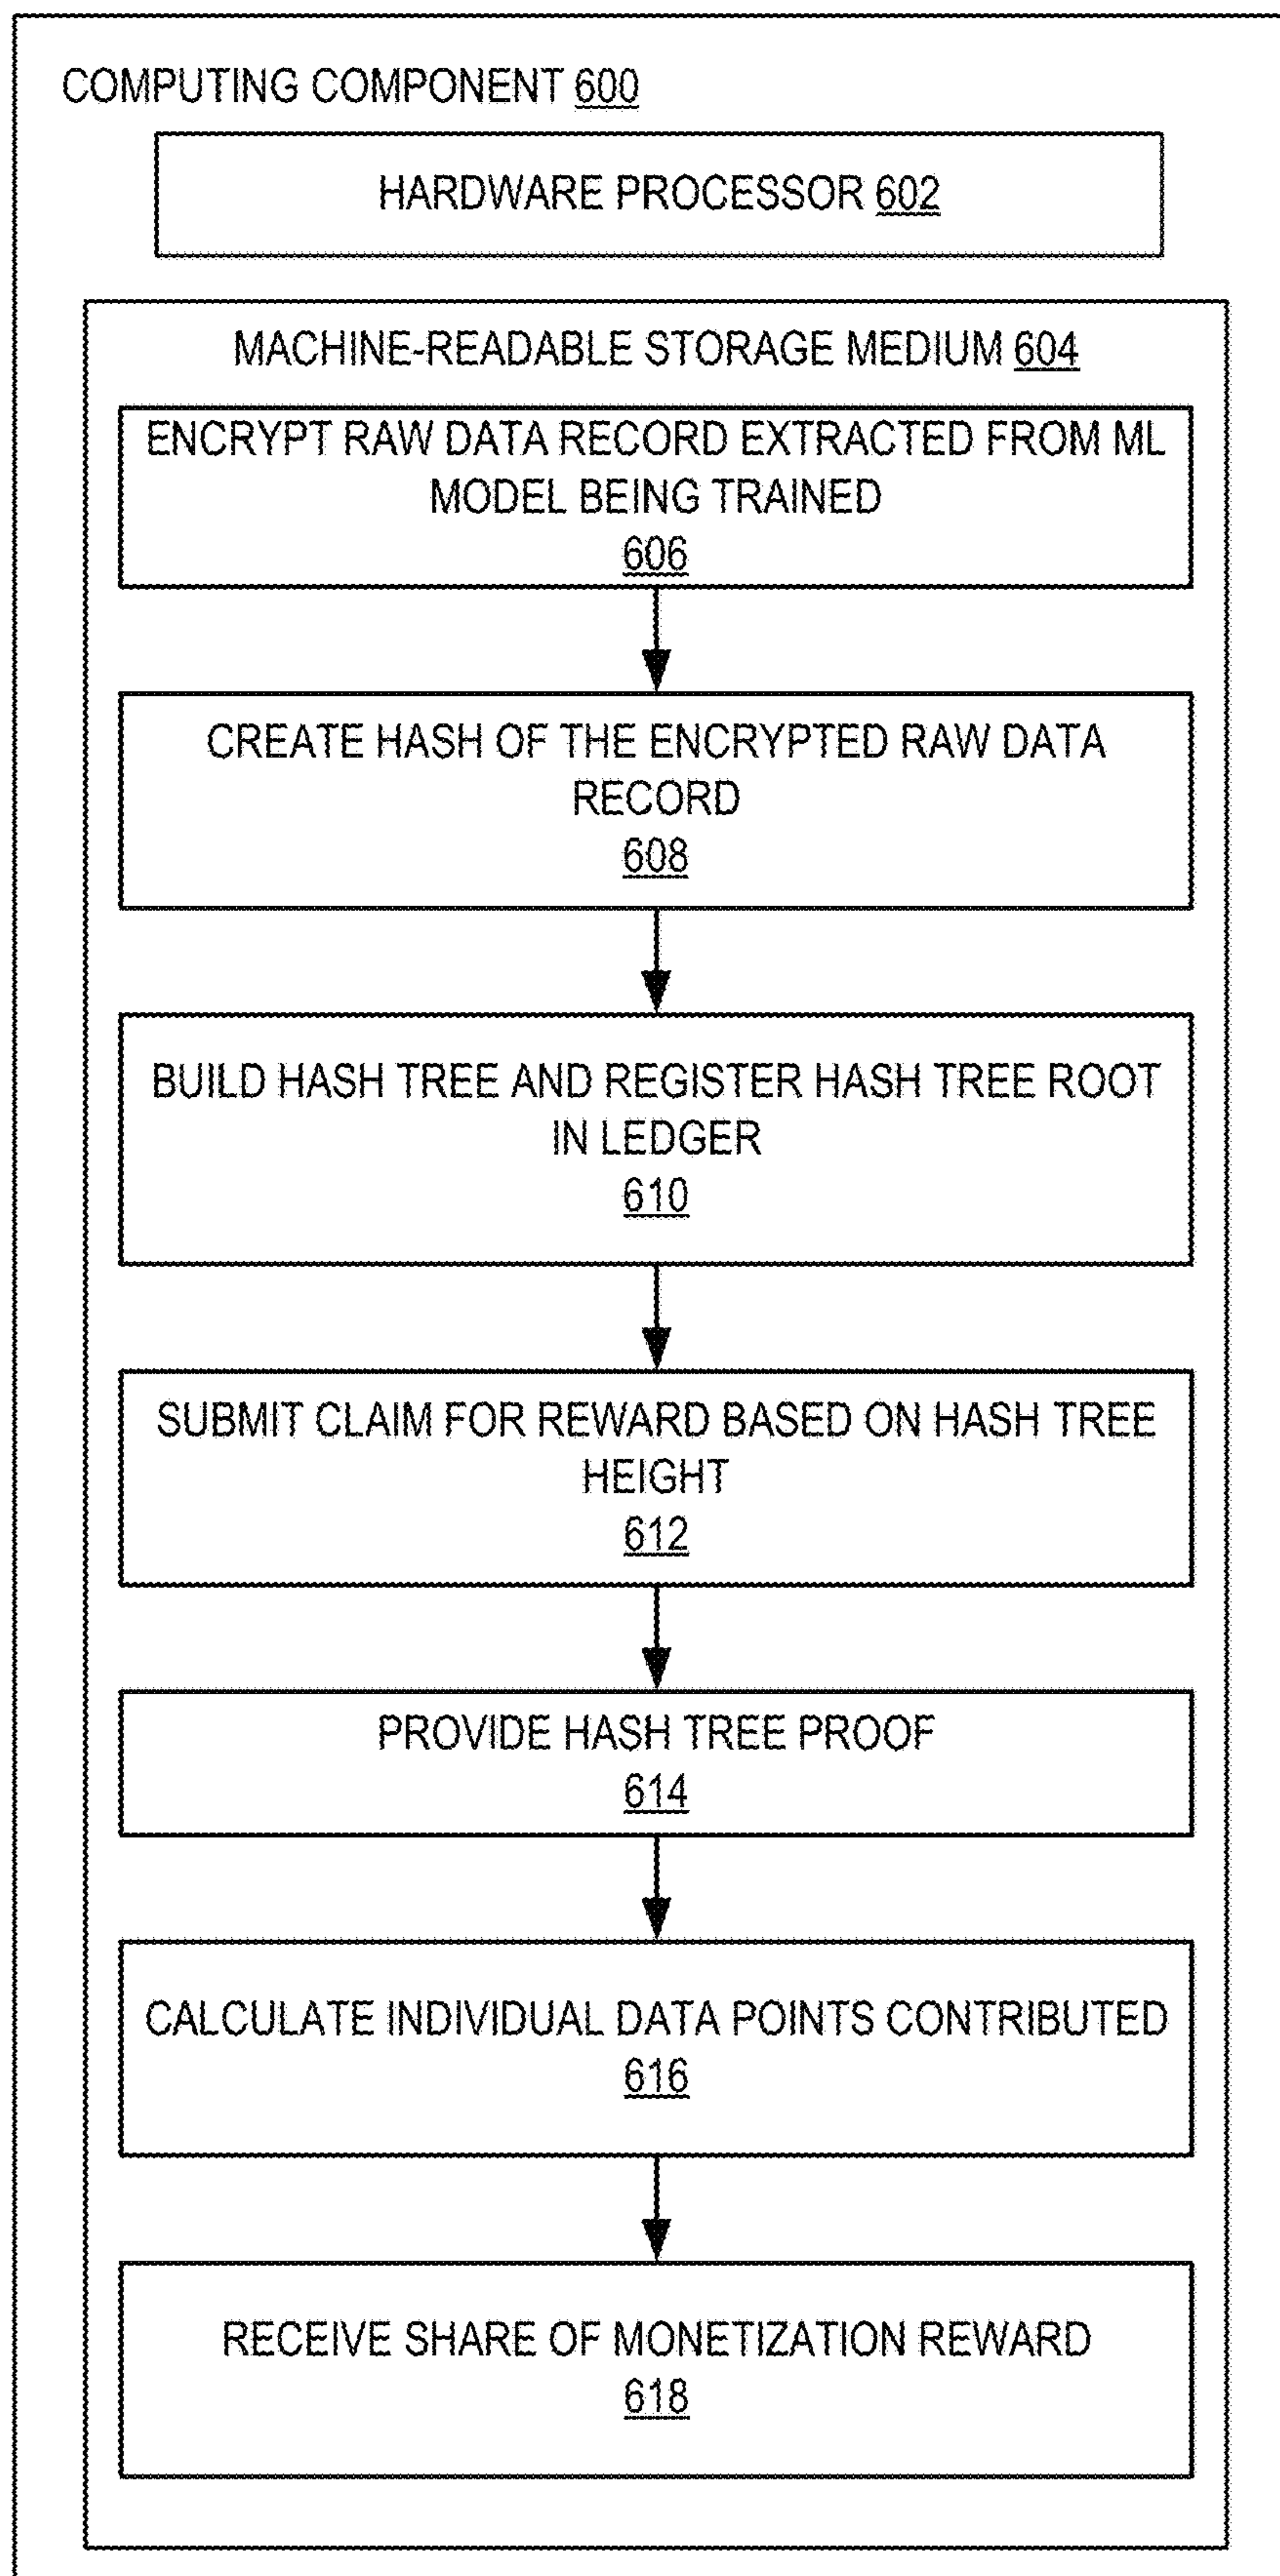 COMPUTING COMPONENT 600
HARDWARE PROCESSOR 602
MACHINE-READABLE STORAGE MEDIUM 604
ENCRYPT RAW DATA RECORD EXTRACTED FROM ML
MODEL BEING TRAINED
606
CREATE HASH OF THE ENCRYPTED RAW DATA
RECORD
608
BUILD HASH TREE AND REGISTER HASH TREE ROOT
IN LEDGER
610
SUBMIT CLAIM FOR REWARD BASED ON HASH TREE
HEIGHT
612
PROVIDE HASH TREE PROOF
614
CALCULATE INDIVIDUAL DATA POINTS CONTRIBUTED
616
RECEIVE SHARE OF MONETIZATION REWARD
618